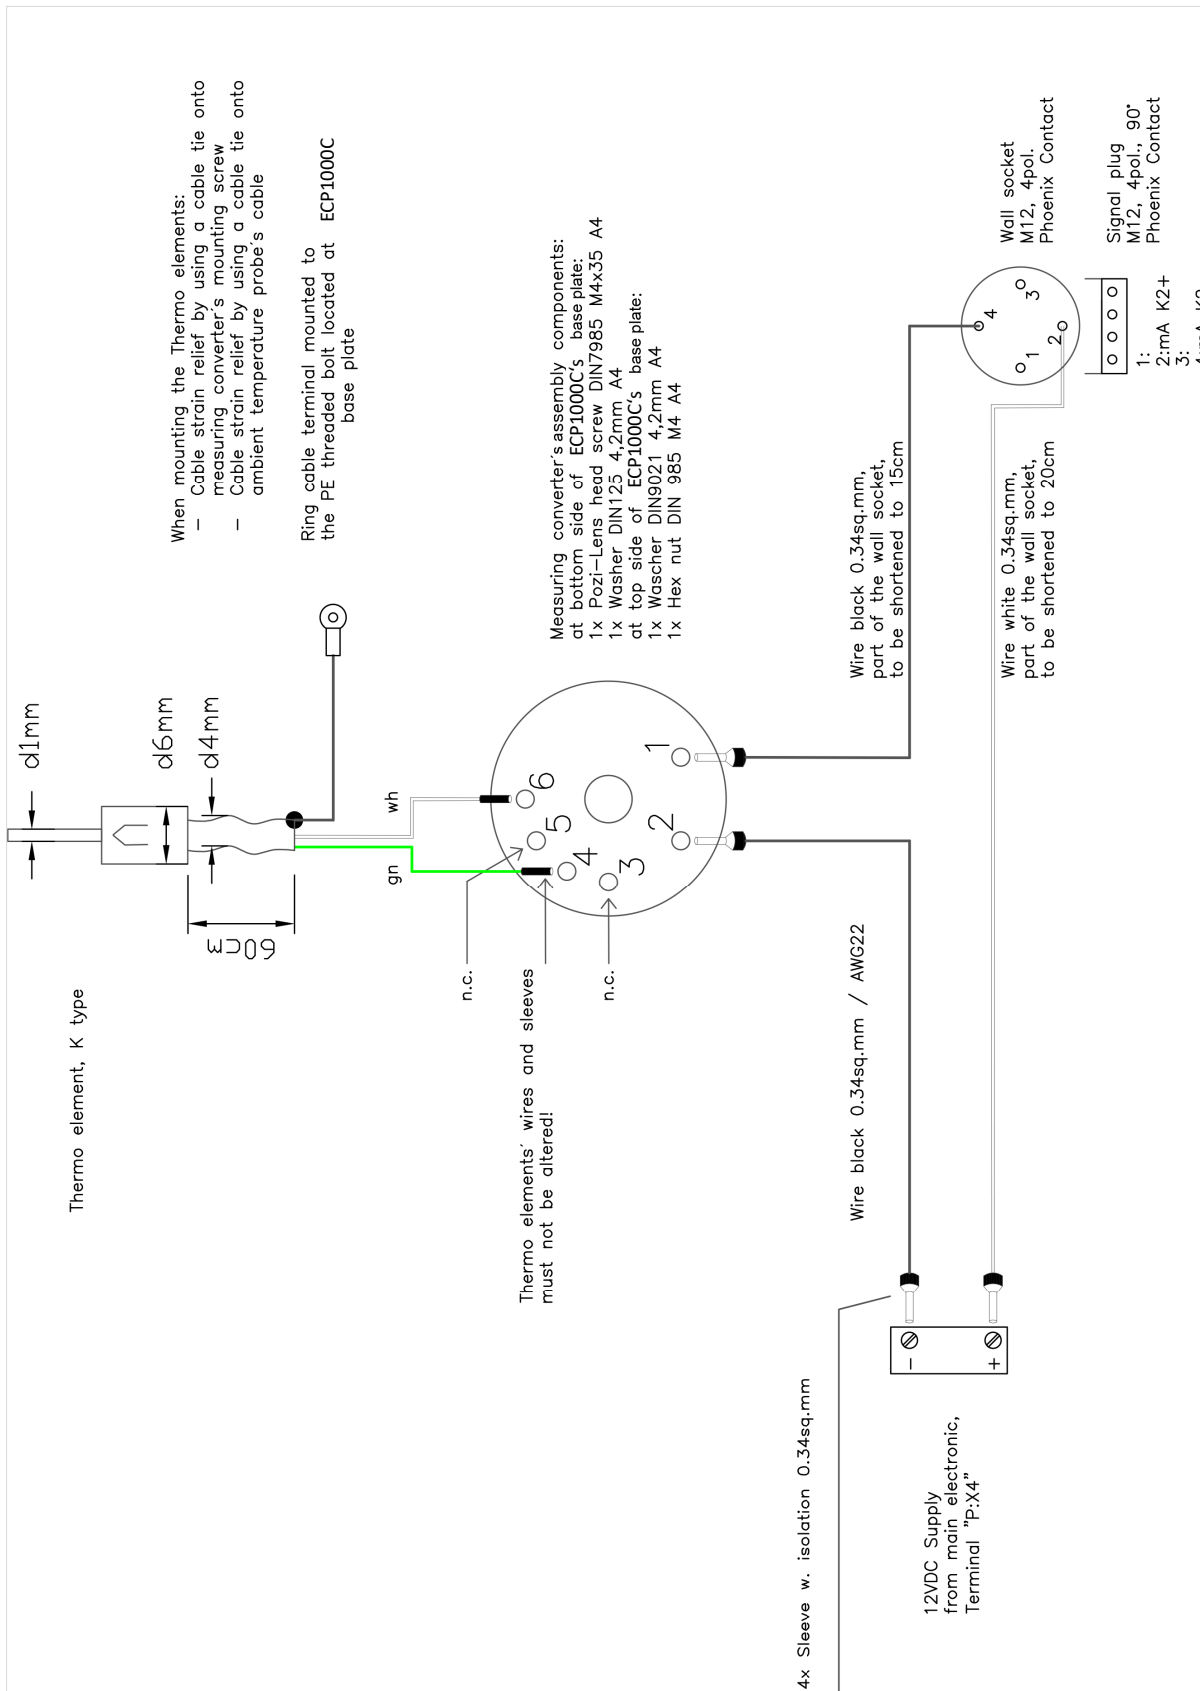 Thermo element, K type
d1mm
d6mm
d4mm
60cm
When mounting the Thermo elements:
- Cable strain relief by using a cable tie onto
measuring converter's mounting screw
- Cable strain relief by using a cable tie onto
ambient temperature probe's cable
Ring cable terminal mounted to
the PE threaded bolt located at ECP1000C
base plate
gn
wh
n.c.
Thermo elements' wires and sleeves
must not be altered!
n.c.
6
5
4
3
2
1
Measuring converter's assembly components:
at bottom side of ECP1000C's base plate:
1x Pozi-Lens head screw DIN7985 M4x35 A4
1x Washer DIN125 4,2mm A4
at top side of ECP1000C's base plate:
1x Wascher DIN9021 4,2mm A4
1x Hex nut DIN 985 M4 A4
4x Sleeve w. isolation 0.34sq.mm
Wire black 0.34sq.mm / AWG22
Wire black 0.34sq.mm,
part of the wall socket,
to be shortened to 15cm
12VDC Supply
from main electronic,
Terminal "P:X4"
-
+
Wire white 0.34sq.mm,
part of the wall socket,
to be shortened to 20cm
4
3
2
1
Wall socket
M12, 4pol.
Phoenix Contact
Signal plug
M12, 4pol., 90°
Phoenix Contact
1:
2:mA K2+
3: